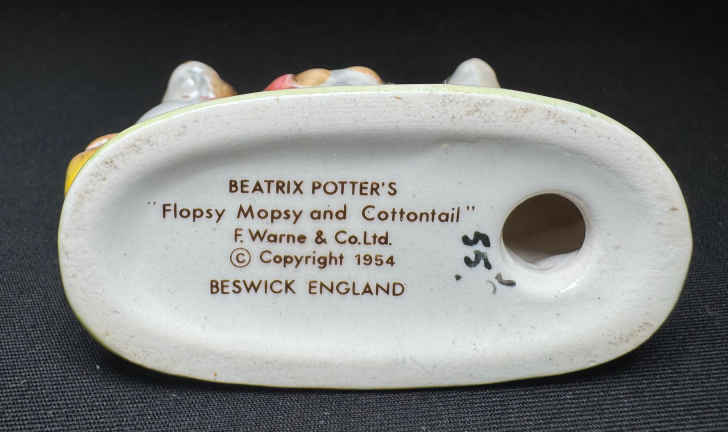 BEATRIX POTTER'S
"Flopsy Mopsy and Cottontail"
F. Warne & Co.Ltd.
© Copyright 1954
BESWICK ENGLAND